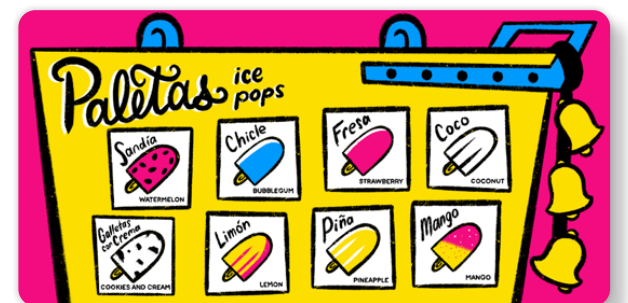 Paletas ice
pops
Sandía
WATERMELON
Chicle
BUBBLEGUM
Fresa
STRAWBERRY
Coco
COCONUT
Galletas
con Crema
COOKIES AND CREAM
Limón
LEMON
Piña
PINEAPPLE
Mango
MANGO